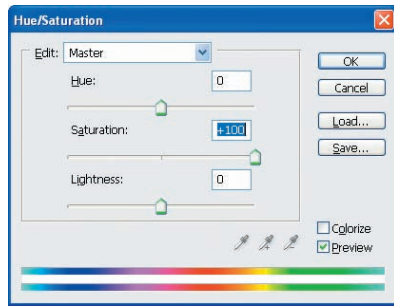 Hue/Saturation
Edit: Master
OK
Hue: 0
Cancel
Saturation: +100
Load...
Save...
Lightness: 0
Colorize
Preview